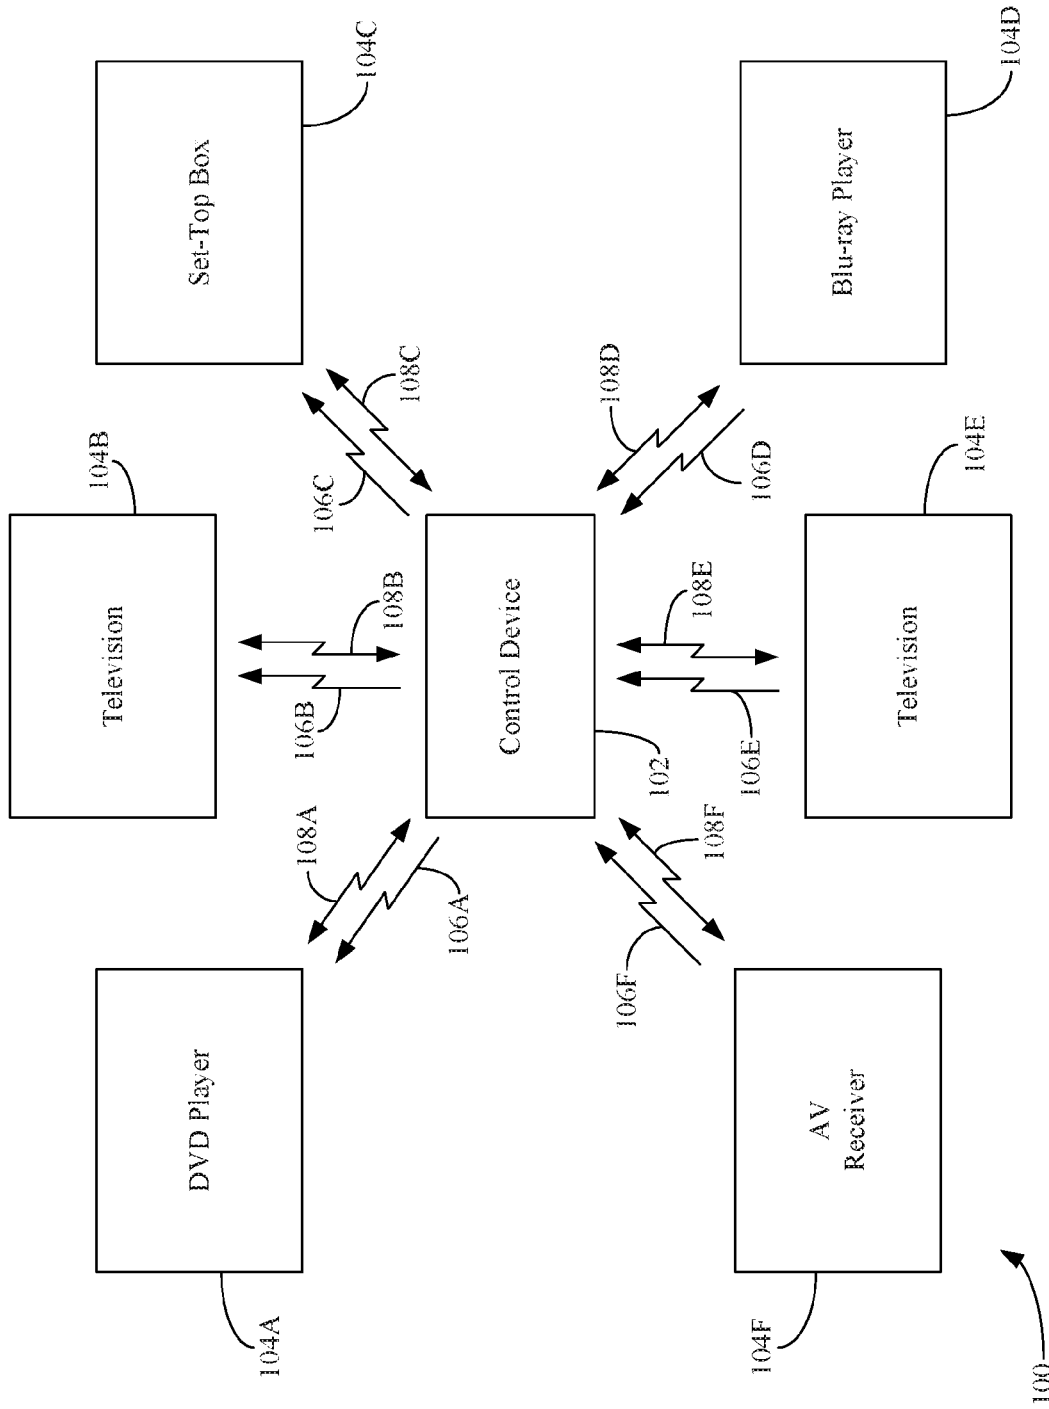 104A
DVD Player
106A
108A
Television
104B
106B
108B
Set-Top Box
104C
106C
108C
Control Device
102
AV
Receiver
104F
106F
108F
Television
104E
106E
108E
Blu-ray Player
104D
106D
108D
100